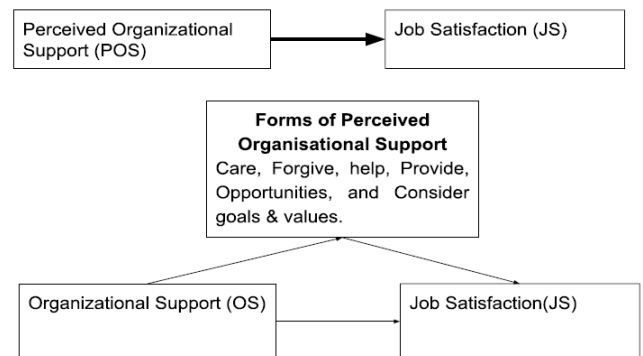 Perceived Organizational
Support (POS)
Job Satisfaction (JS)
Forms of Perceived
Organisational Support
Care, Forgive, help, Provide,
Opportunities, and Consider
goals & values.
Organizational Support (OS)
Job Satisfaction(JS)